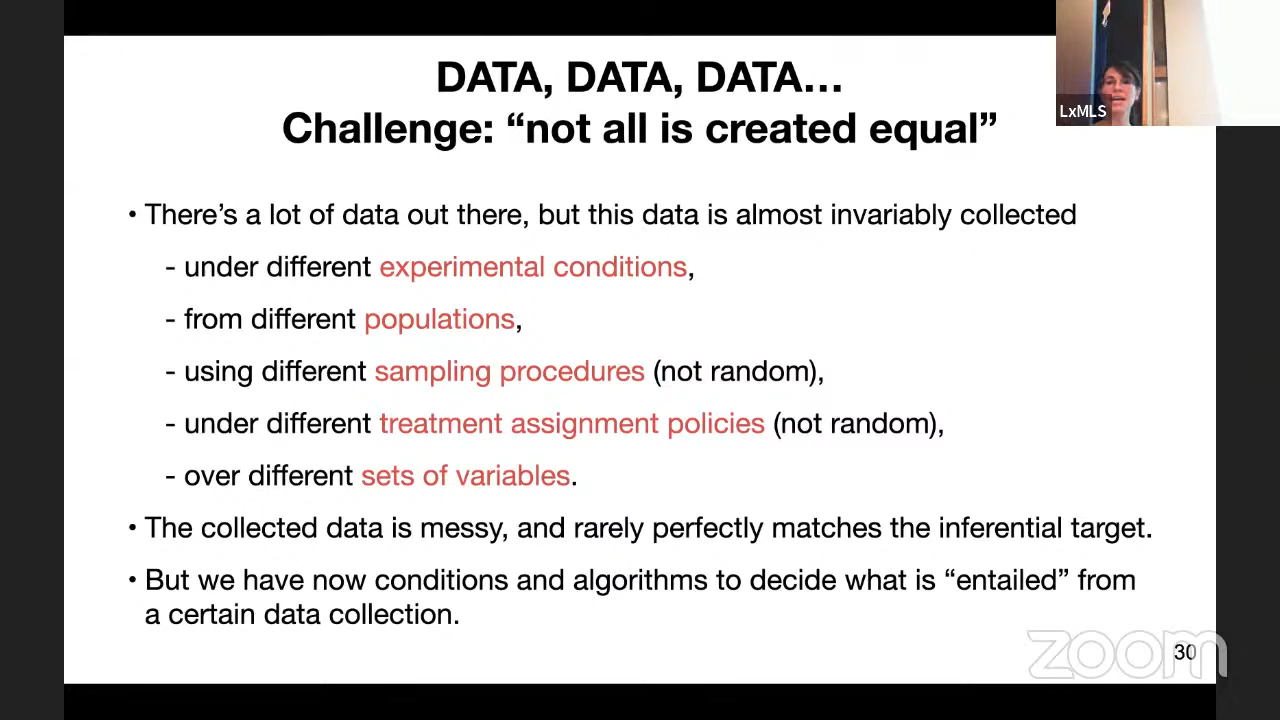 DATA, DATA, DATA…
Challenge: “not all is created equal”
LxMLS
• There’s a lot of data out there, but this data is almost invariably collected
- under different experimental conditions,
- from different populations,
- using different sampling procedures (not random),
- under different treatment assignment policies (not random),
- over different sets of variables.
• The collected data is messy, and rarely perfectly matches the inferential target.
• But we have now conditions and algorithms to decide what is “entailed” from
a certain data collection.
zoom
30